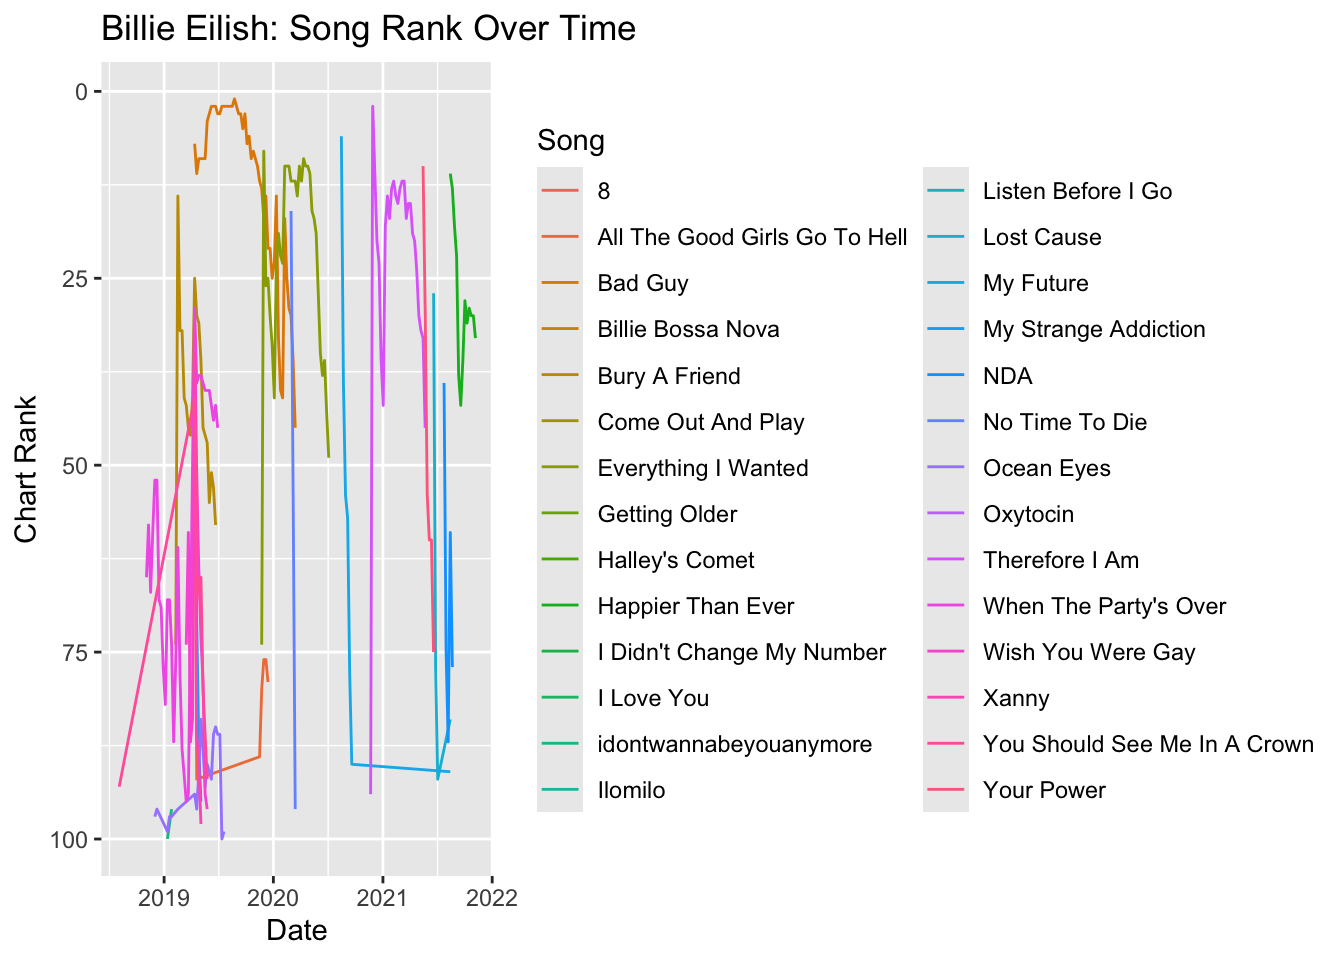 Billie Eilish: Song Rank Over Time
0
25
50
75
100
Chart Rank
2019
2020
2021
2022
Date
Song
8
All The Good Girls Go To Hell
Bad Guy
Billie Bossa Nova
Bury A Friend
Come Out And Play
Everything I Wanted
Getting Older
Halley's Comet
Happier Than Ever
I Didn't Change My Number
I Love You
idontwannabeyouanymore
Ilomilo
Listen Before I Go
Lost Cause
My Future
My Strange Addiction
NDA
No Time To Die
Ocean Eyes
Oxytocin
Therefore I Am
When The Party's Over
Wish You Were Gay
Xanny
You Should See Me In A Crown
Your Power